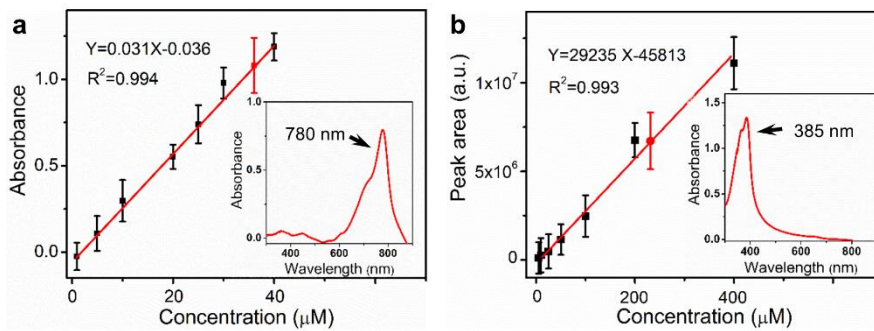 a
Y=0.031X-0.036
R²=0.994
Absorbance
1.0
0.5
0.0
0
20
40
Concentration (μM)
780 nm
Absorbance
1.0
0.5
0.0
400
600
800
Wavelength (nm)
b
Y=29235 X-45813
R²=0.993
Peak area (a.u.)
1x10⁷
5x10⁶
0
0
200
400
Concentration (μM)
385 nm
Absorbance
1.5
1.0
0.5
0.0
400
600
800
Wavelength (nm)